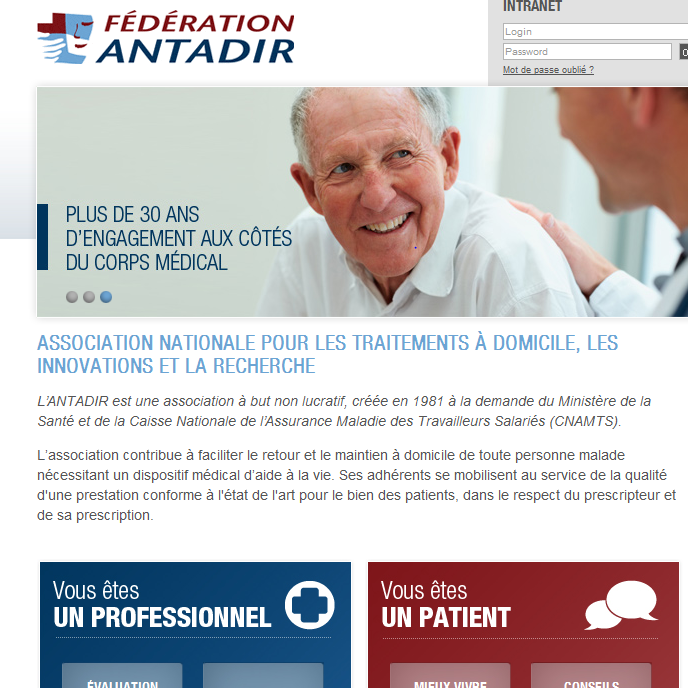 FÉDÉRATION
ANTADIR
INTRANET
Login
Password
Mot de passe oublié ?
PLUS DE 30 ANS
D'ENGAGEMENT AUX CÔTÉS
DU CORPS MÉDICAL
ASSOCIATION NATIONALE POUR LES TRAITEMENTS À DOMICILE, LES
INNOVATIONS ET LA RECHERCHE
L'ANTADIR est une association à but non lucratif, créée en 1981 à la demande du Ministère de la
Santé et de la Caisse Nationale de l'Assurance Maladie des Travailleurs Salariés (CNAMTS).
L'association contribue à faciliter le retour et le maintien à domicile de toute personne malade
nécessitant un dispositif médical d'aide à la vie. Ses adhérents se mobilisent au service de la qualité
d'une prestation conforme à l'état de l'art pour le bien des patients, dans le respect du prescripteur et
de sa prescription.
Vous êtes
UN PROFESSIONNEL
Vous êtes
UN PATIENT
ÉVALUATION
MIEUX VIVRE
CONSEILS